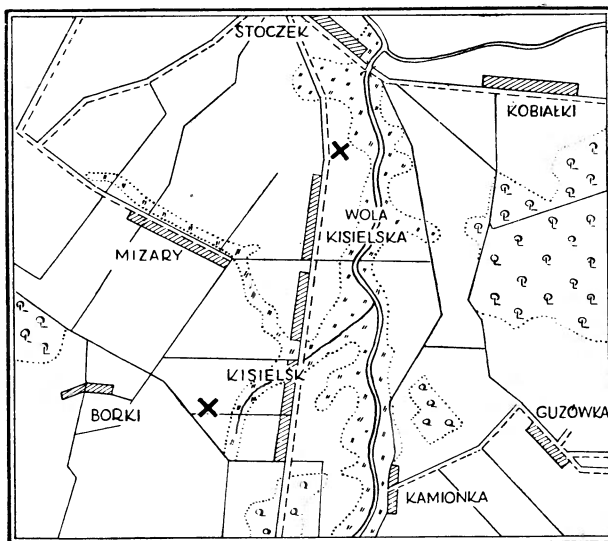 STOCZEK
KOBIAŁKI
WOLA
KISIELSKA
MIZARY
KISIELSK
BORKI
GUZÓWKA
KAMIONKA